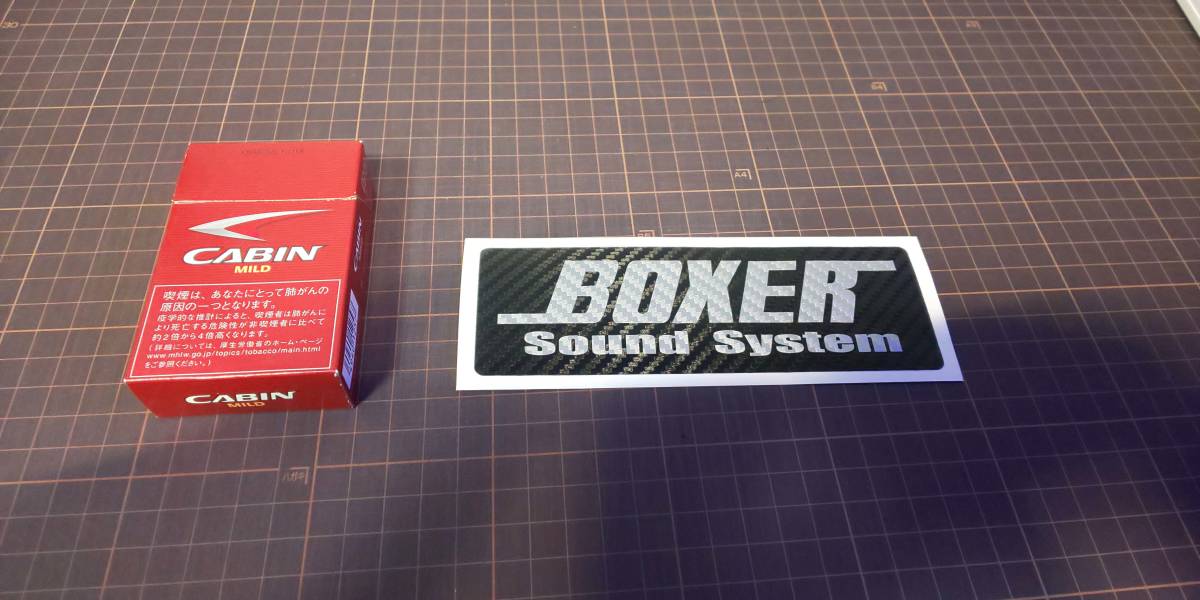 CABIN
MILD
喫煙は、あなたにとって肺がんの
原因の一つとなります。
疫学的な推計によると、喫煙者は肺がんに
より死亡する危険性が非喫煙者に比べて
約2倍から4倍高くなります。
(詳細については、厚生労働省のホーム・ページ
www.mhlw.go.jp/topics/tobacco/main.html
をご参照ください。)
CABIN
MILD
CABIN
BOXER
Sound System
A4
ハガキ
30